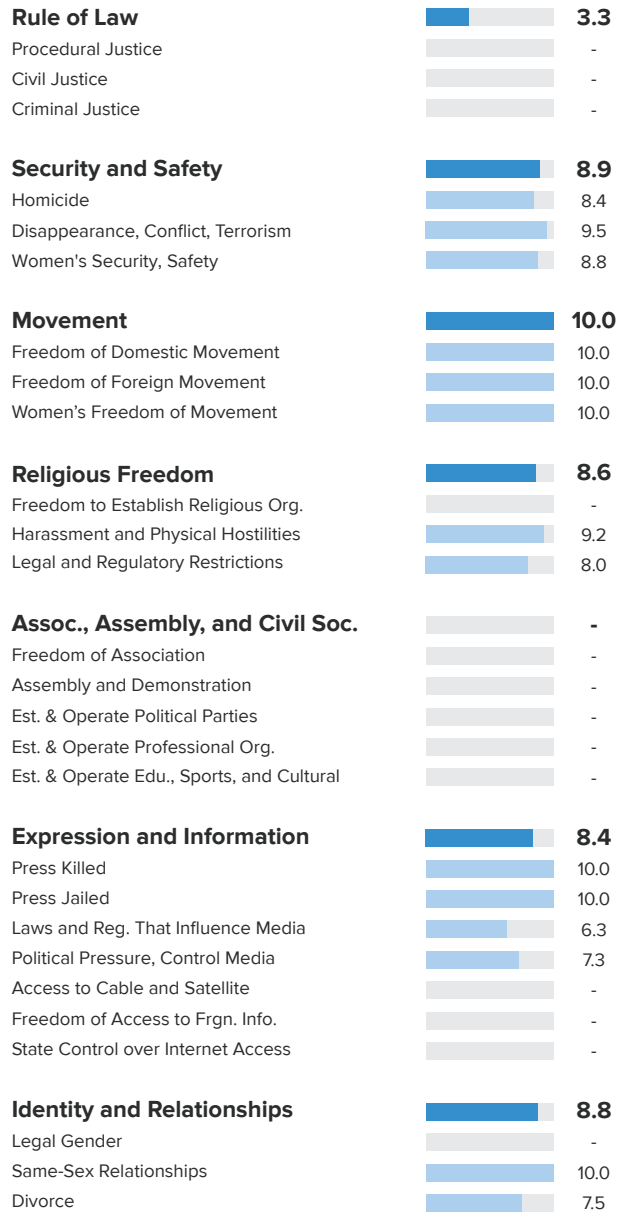 Rule of Law 3.3
Procedural Justice -
Civil Justice -
Criminal Justice -
Security and Safety 8.9
Homicide 8.4
Disappearance, Conflict, Terrorism 9.5
Women's Security, Safety 8.8
Movement 10.0
Freedom of Domestic Movement 10.0
Freedom of Foreign Movement 10.0
Women’s Freedom of Movement 10.0
Religious Freedom 8.6
Freedom to Establish Religious Org. -
Harassment and Physical Hostilities 9.2
Legal and Regulatory Restrictions 8.0
Assoc., Assembly, and Civil Soc. -
Freedom of Association -
Assembly and Demonstration -
Est. & Operate Political Parties -
Est. & Operate Professional Org. -
Est. & Operate Edu., Sports, and Cultural -
Expression and Information 8.4
Press Killed 10.0
Press Jailed 10.0
Laws and Reg. That Influence Media 6.3
Political Pressure, Control Media 7.3
Access to Cable and Satellite -
Freedom of Access to Frgn. Info. -
State Control over Internet Access -
Identity and Relationships 8.8
Legal Gender -
Same-Sex Relationships 10.0
Divorce 7.5